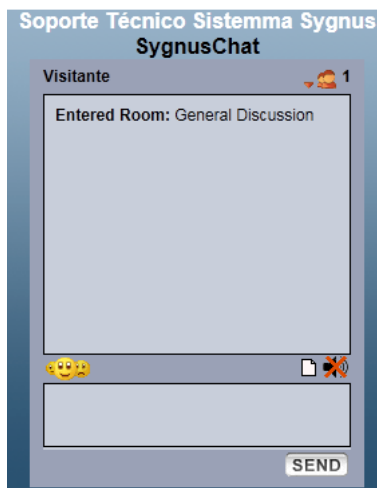 Soporte Técnico Sistemma Sygnus
SygnusChat
Visitante 1
Entered Room: General Discussion
SEND